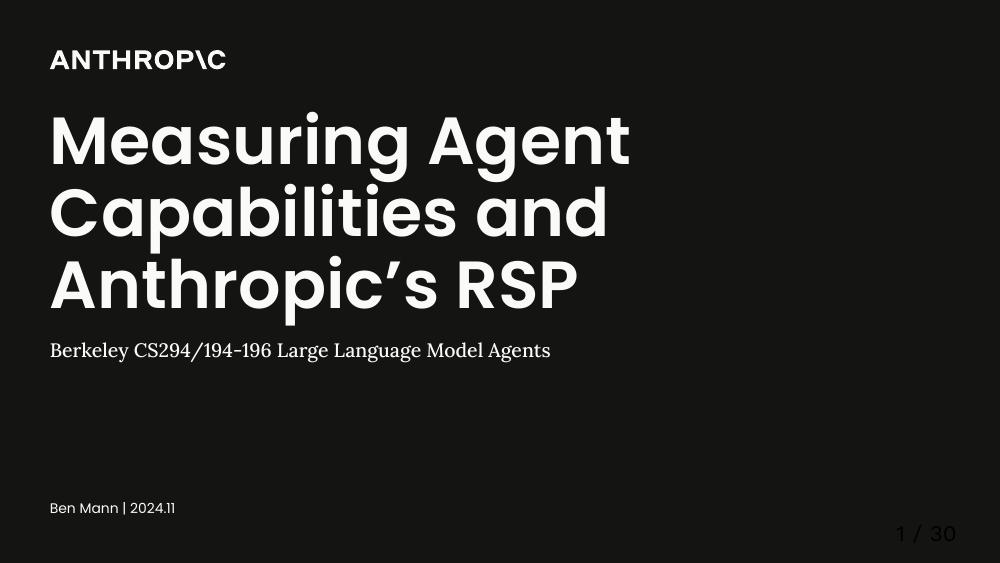 ANTHROP\C
Measuring Agent
Capabilities and
Anthropic’s RSP
Berkeley CS294/194-196 Large Language Model Agents
Ben Mann | 2024.11
1 / 30